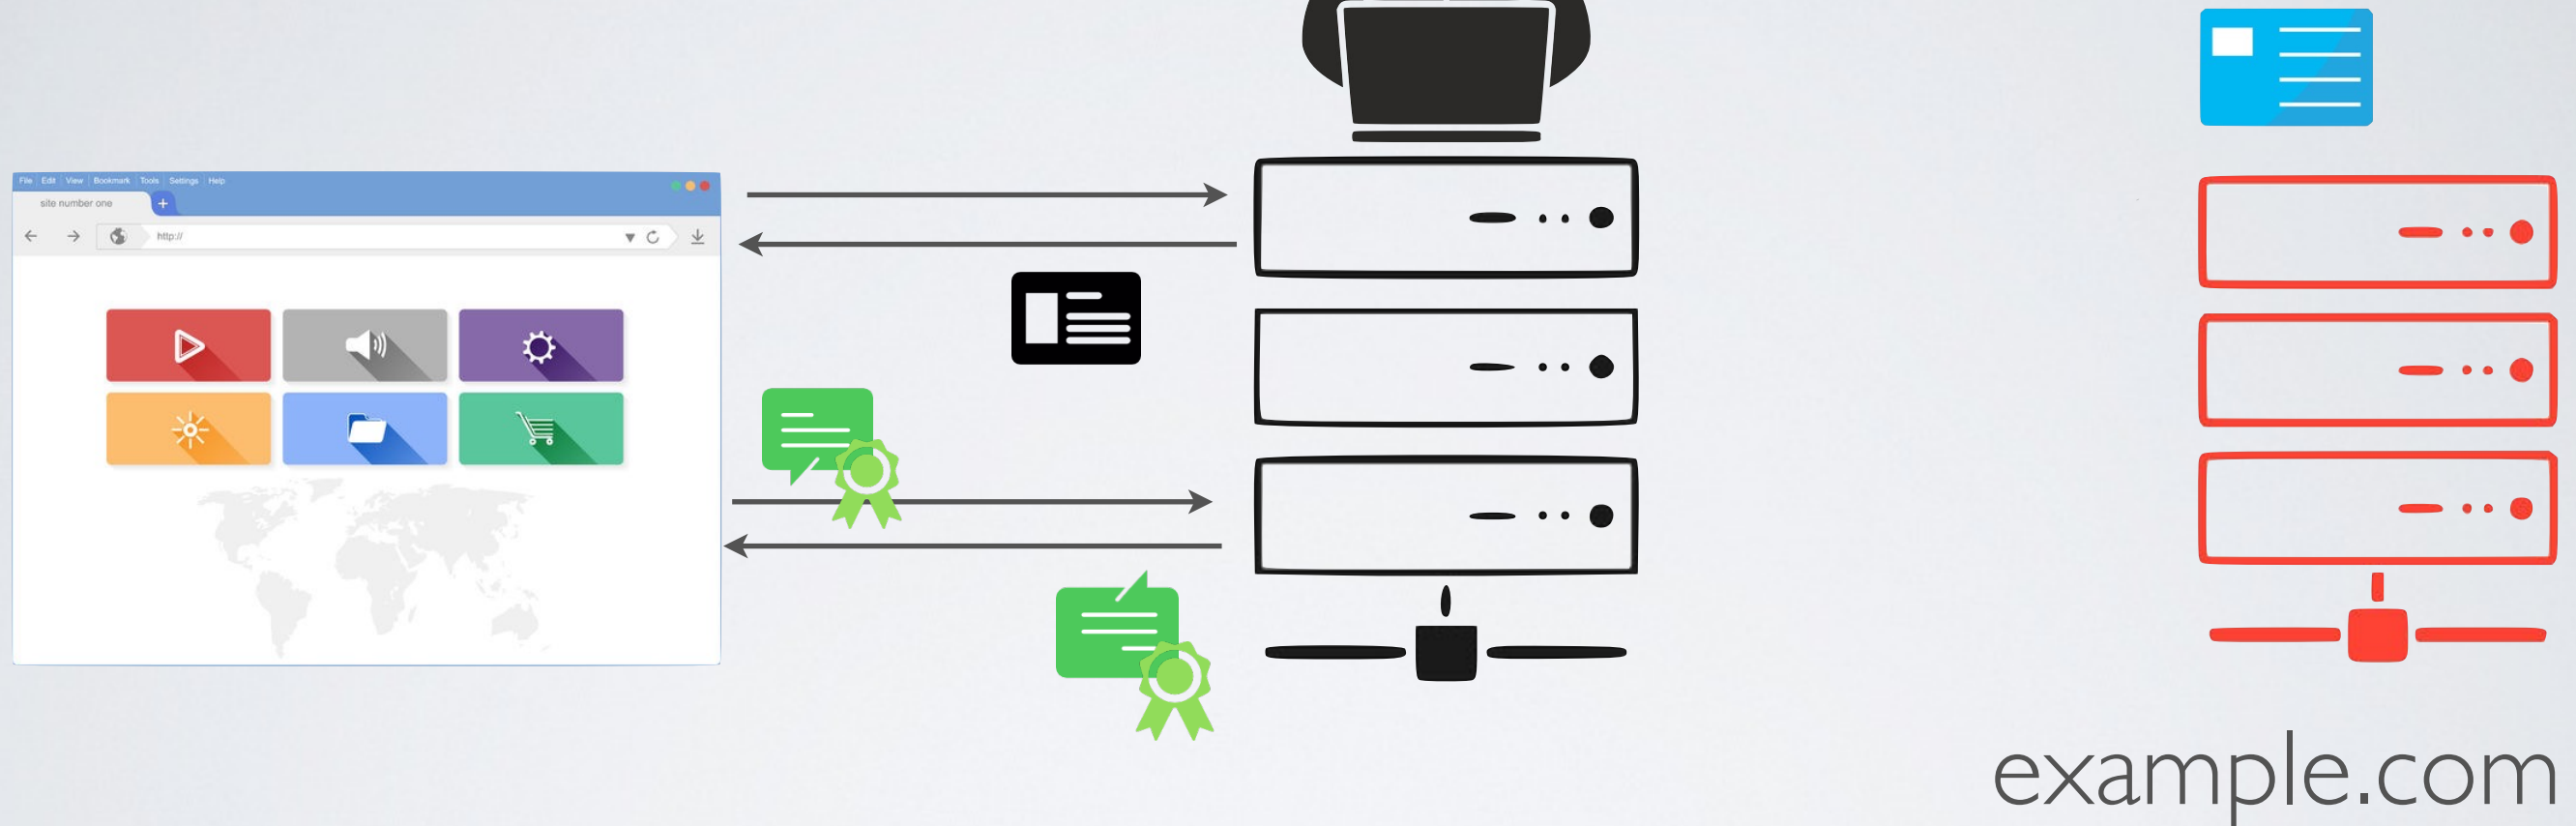 File Edit View Bookmark Tools Settings Help
site number one
http://
example.com